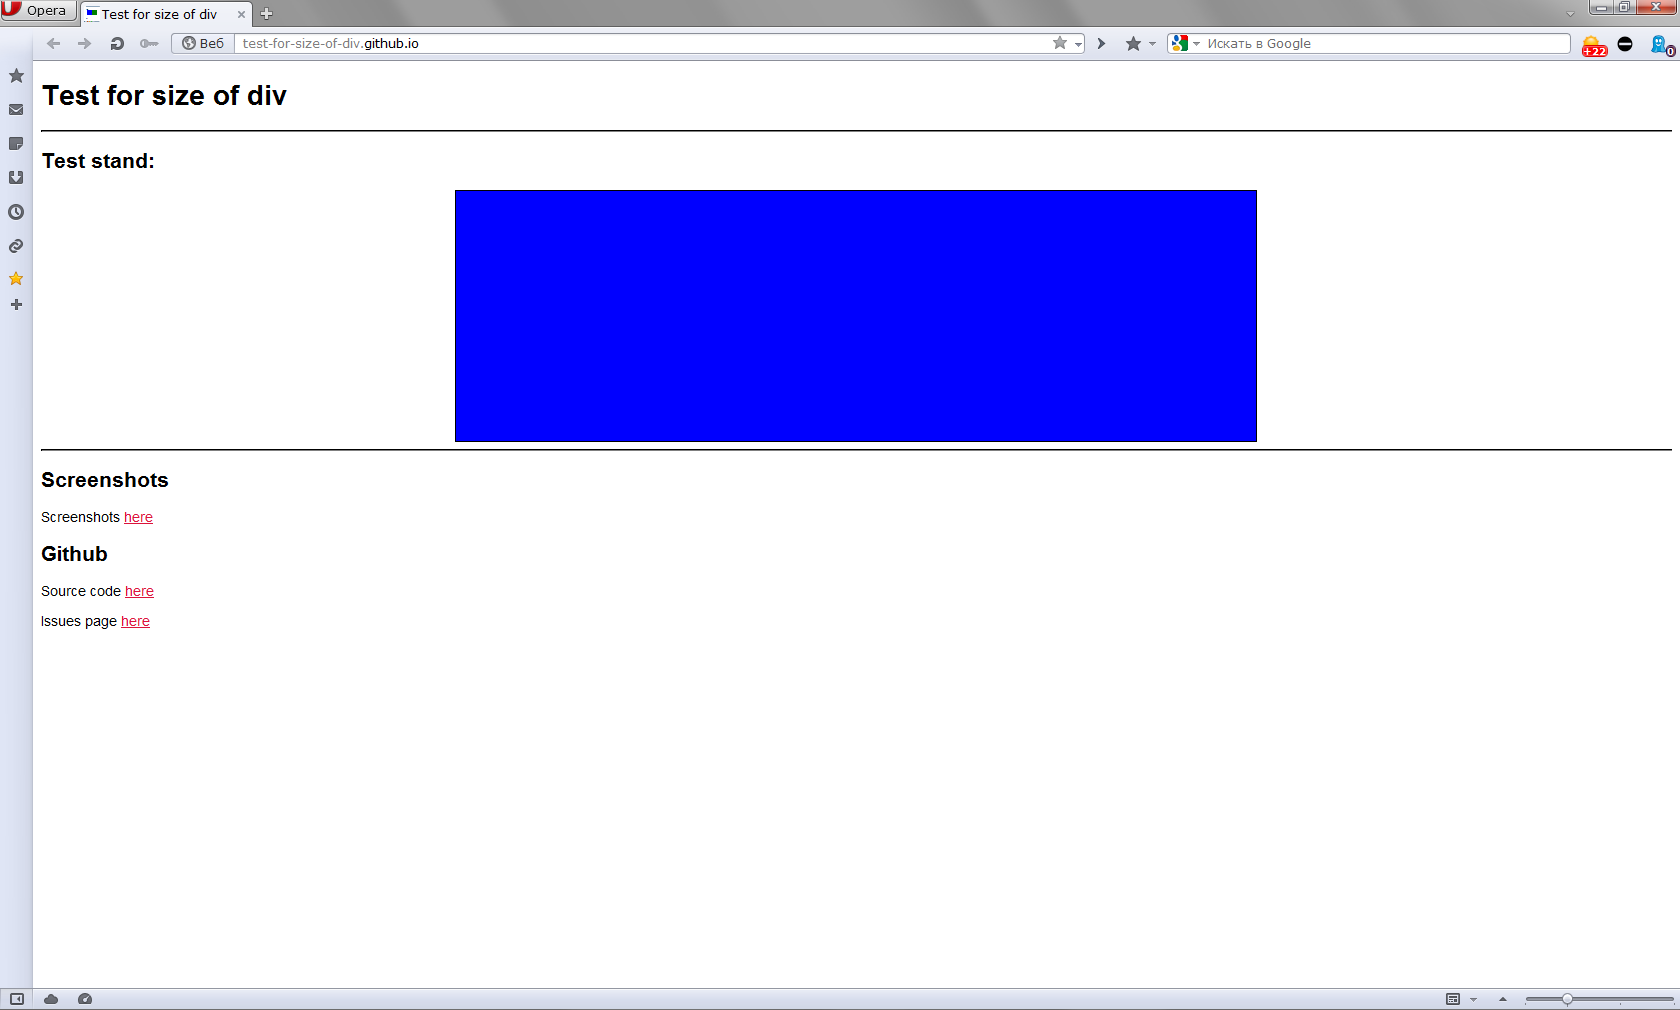 Opera
Test for size of div
Веб
test-for-size-of-div.github.io
Искать в Google
+22
0
Test for size of div
Test stand:
Screenshots
Screenshots here
Github
Source code here
Issues page here